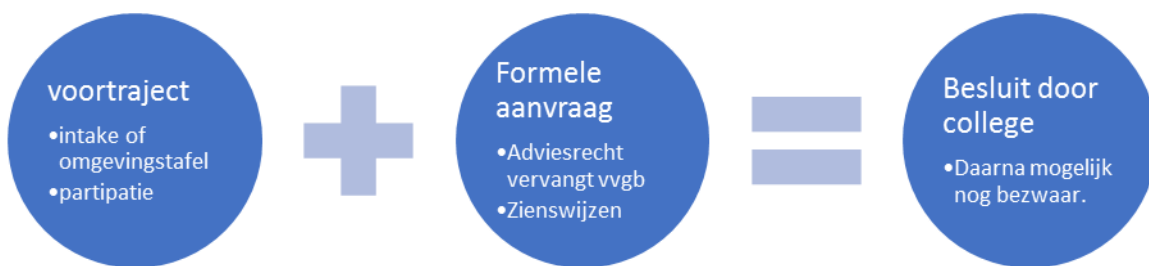 voortraject
•intake of
omgevingstafel
•partipatie
Formele
aanvraag
•Adviesrecht
vervangt vvgb
•Zienswijzen
Besluit door
college
•Daarna mogelijk
nog bezwaar.